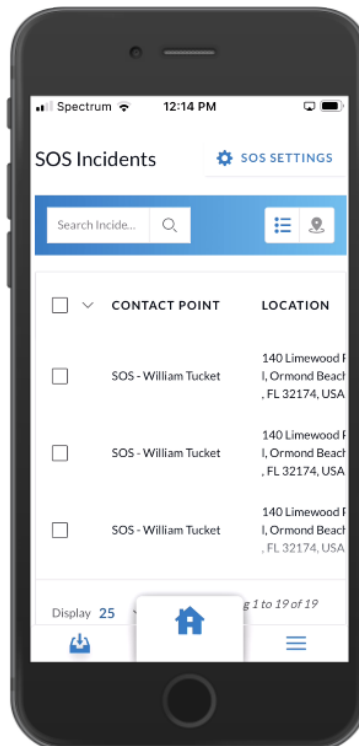 Spectrum 12:14 PM
SOS Incidents SOS SETTINGS
Search Incide...
CONTACT POINT LOCATION
140 Limewood
SOS - William Tucket l, Ormond Beach
, FL 32174, USA
140 Limewood
SOS - William Tucket l, Ormond Beach
, FL 32174, USA
140 Limewood
SOS - William Tucket l, Ormond Beach
, FL 32174, USA
Display 25 1 to 19 of 19